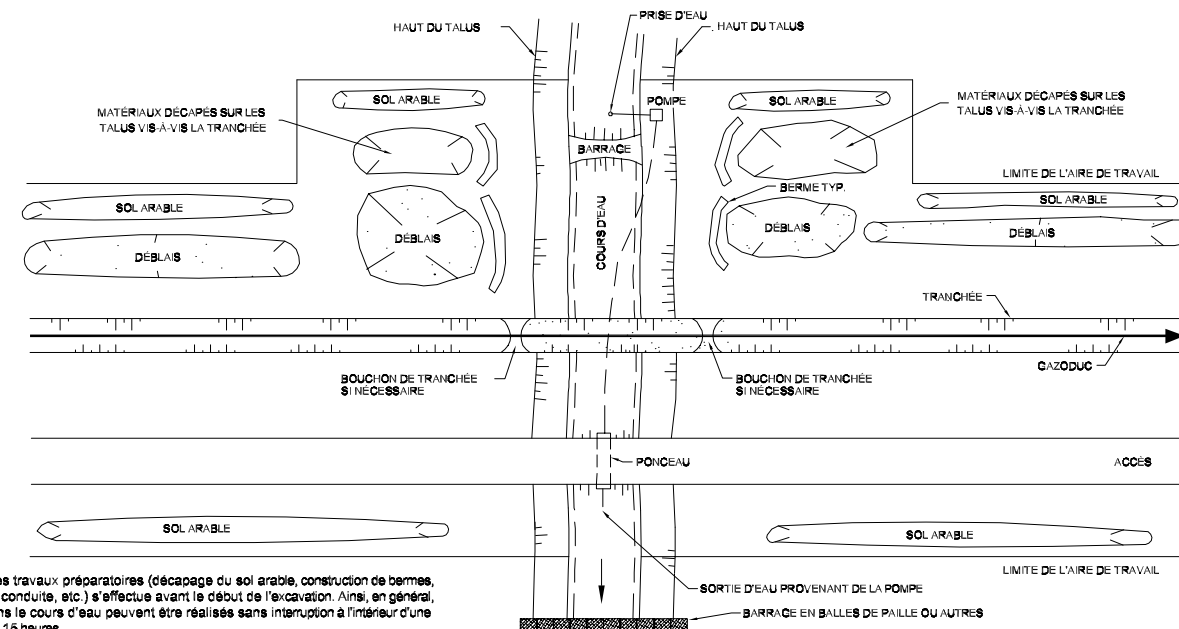 PRISE D'EAU
HAUT DU TALUS
HAUT DU TALUS
SOL ARABLE
POMPE
SOL ARABLE
MATÉRIAUX DÉCAPÉS SUR LES
TALUS VIS-À-VIS LA TRANCHÉE
MATÉRIAUX DÉCAPÉS SUR LES
TALUS VIS-À-VIS LA TRANCHÉE
BARRAGE
LIMITE DE L'AIRE DE TRAVAIL
BERME TYP.
SOL ARABLE
SOL ARABLE
COURS D'EAU
DÉBLAIS
DÉBLAIS
DÉBLAIS
DÉBLAIS
TRANCHÉE
GAZODUC
BOUCHON DE TRANCHÉE
SI NÉCESSAIRE
BOUCHON DE TRANCHÉE
SI NÉCESSAIRE
PONCEAU
ACCÈS
SOL ARABLE
SOL ARABLE
LIMITE DE L'AIRE DE TRAVAIL
es travaux préparatoires (décapage du sol arable, construction de bermes,
conduite, etc.) s'effectue avant le début de l'excavation. Ainsi, en général,
ns le cours d'eau peuvent être réalisés sans interruption à l'intérieur d'une
15 heures.
SORTIE D'EAU PROVENANT DE LA POMPE
BARRAGE EN BALLES DE PAILLE OU AUTRES